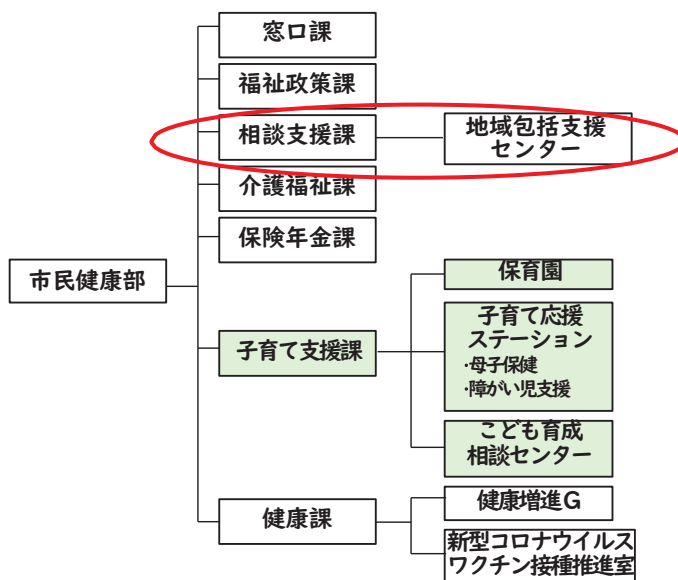 窓口課
福祉政策課
相談支援課
地域包括支援
センター
介護福祉課
保険年金課
市民健康部
保育園
子育て支援課
子育て応援
ステーション
・母子保健
・障がい児支援
こども育成
相談センター
健康課
健康増進G
新型コロナウイルス
ワクチン接種推進室